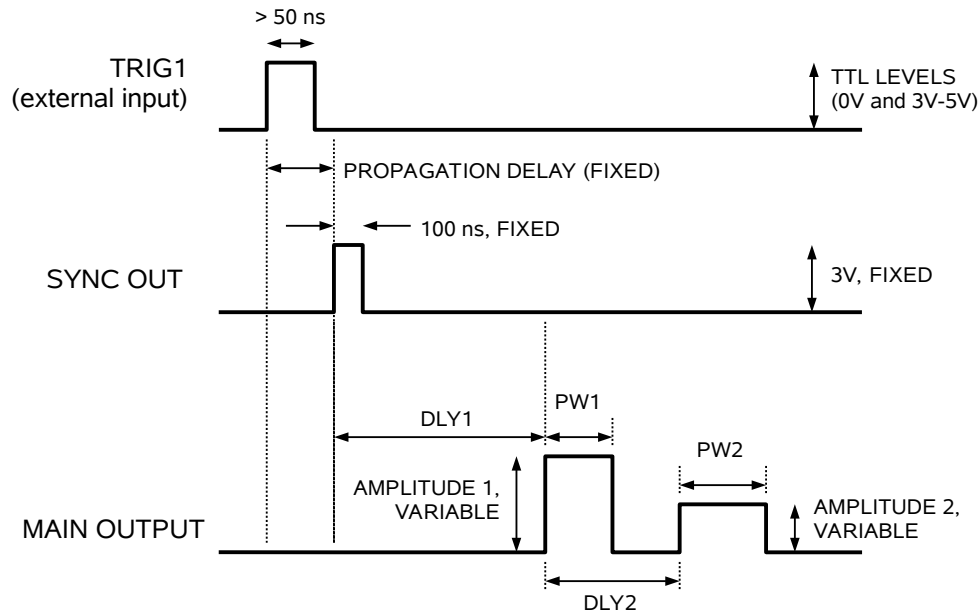 > 50 ns
TRIG1
(external input)
TTL LEVELS
(0V and 3V-5V)
PROPAGATION DELAY (FIXED)
100 ns, FIXED
SYNC OUT
3V, FIXED
DLY1
PW1
PW2
AMPLITUDE 1,
VARIABLE
AMPLITUDE 2,
VARIABLE
MAIN OUTPUT
DLY2